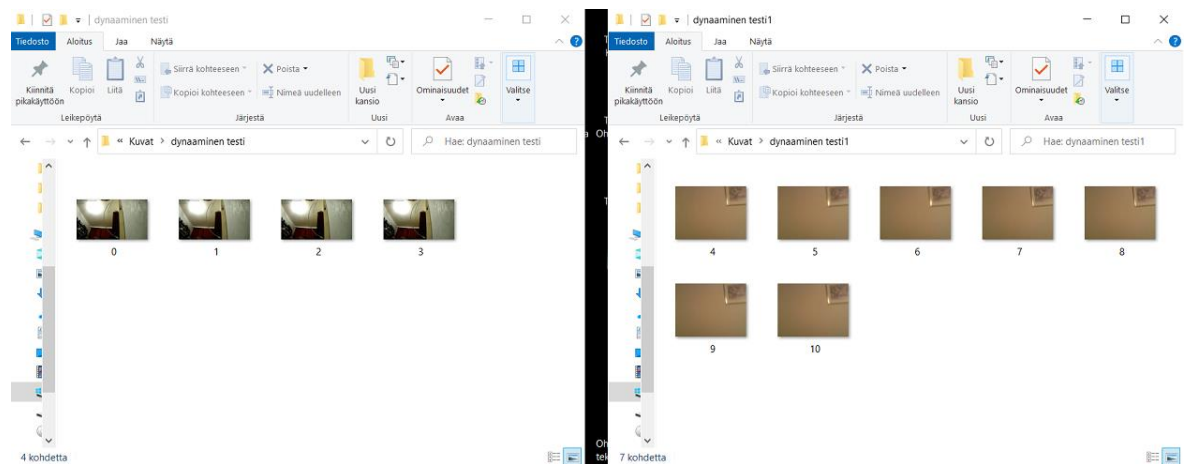 dynaaminen testi
Tiedosto Aloitus Jaa Näytä
Kiinnitä pikakäyttöön
Kopioi
Liitä
Siirrä kohteeseen
Kopioi kohteeseen
Poista
Nimeä uudelleen
Uusi kansio
Ominaisuudet
Valitse
Leikepöytä Järjestä Uusi Avaa
« Kuvat > dynaaminen testi
Hae: dynaaminen testi
0 1 2 3
4 kohdetta
dynaaminen testi1
Tiedosto Aloitus Jaa Näytä
Kiinnitä pikakäyttöön
Kopioi
Liitä
Siirrä kohteeseen
Kopioi kohteeseen
Poista
Nimeä uudelleen
Uusi kansio
Ominaisuudet
Valitse
Leikepöytä Järjestä Uusi Avaa
« Kuvat > dynaaminen testi1
Hae: dynaaminen testi1
4 5 6 7 8
9 10
7 kohdetta